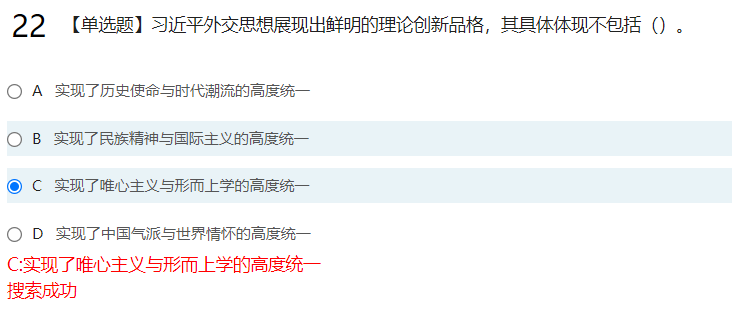 22 【单选题】习近平外交思想展现出鲜明的理论创新品格，其具体体现不包括（）。
A 实现了历史使命与时代潮流的高度统一
B 实现了民族精神与国际主义的高度统一
C 实现了唯心主义与形而上学的高度统一
D 实现了中国气派与世界情怀的高度统一
C:实现了唯心主义与形而上学的高度统一
搜索成功